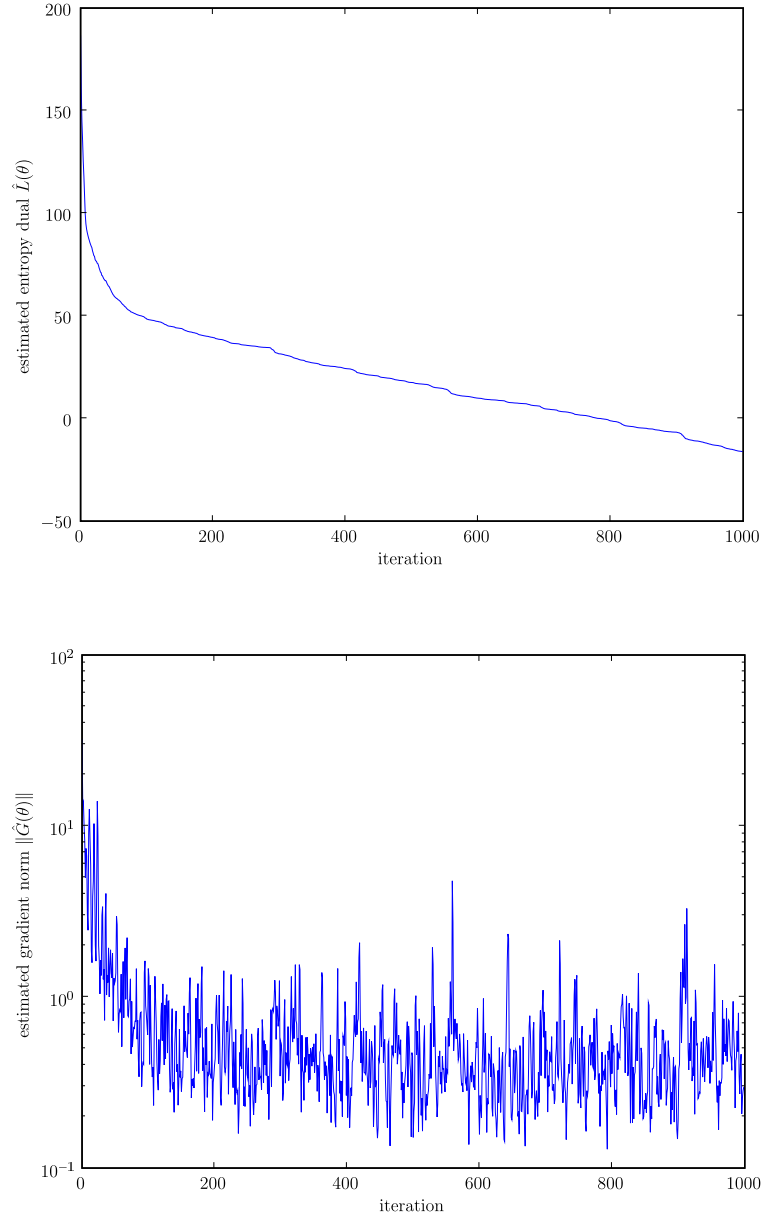 200
150
100
50
0
−50
estimated entropy dual L̂(θ)
0 200 400 600 800 1000
iteration
10²
10¹
10⁰
10⁻¹
estimated gradient norm ||Ĝ(θ)||
0 200 400 600 800 1000
iteration